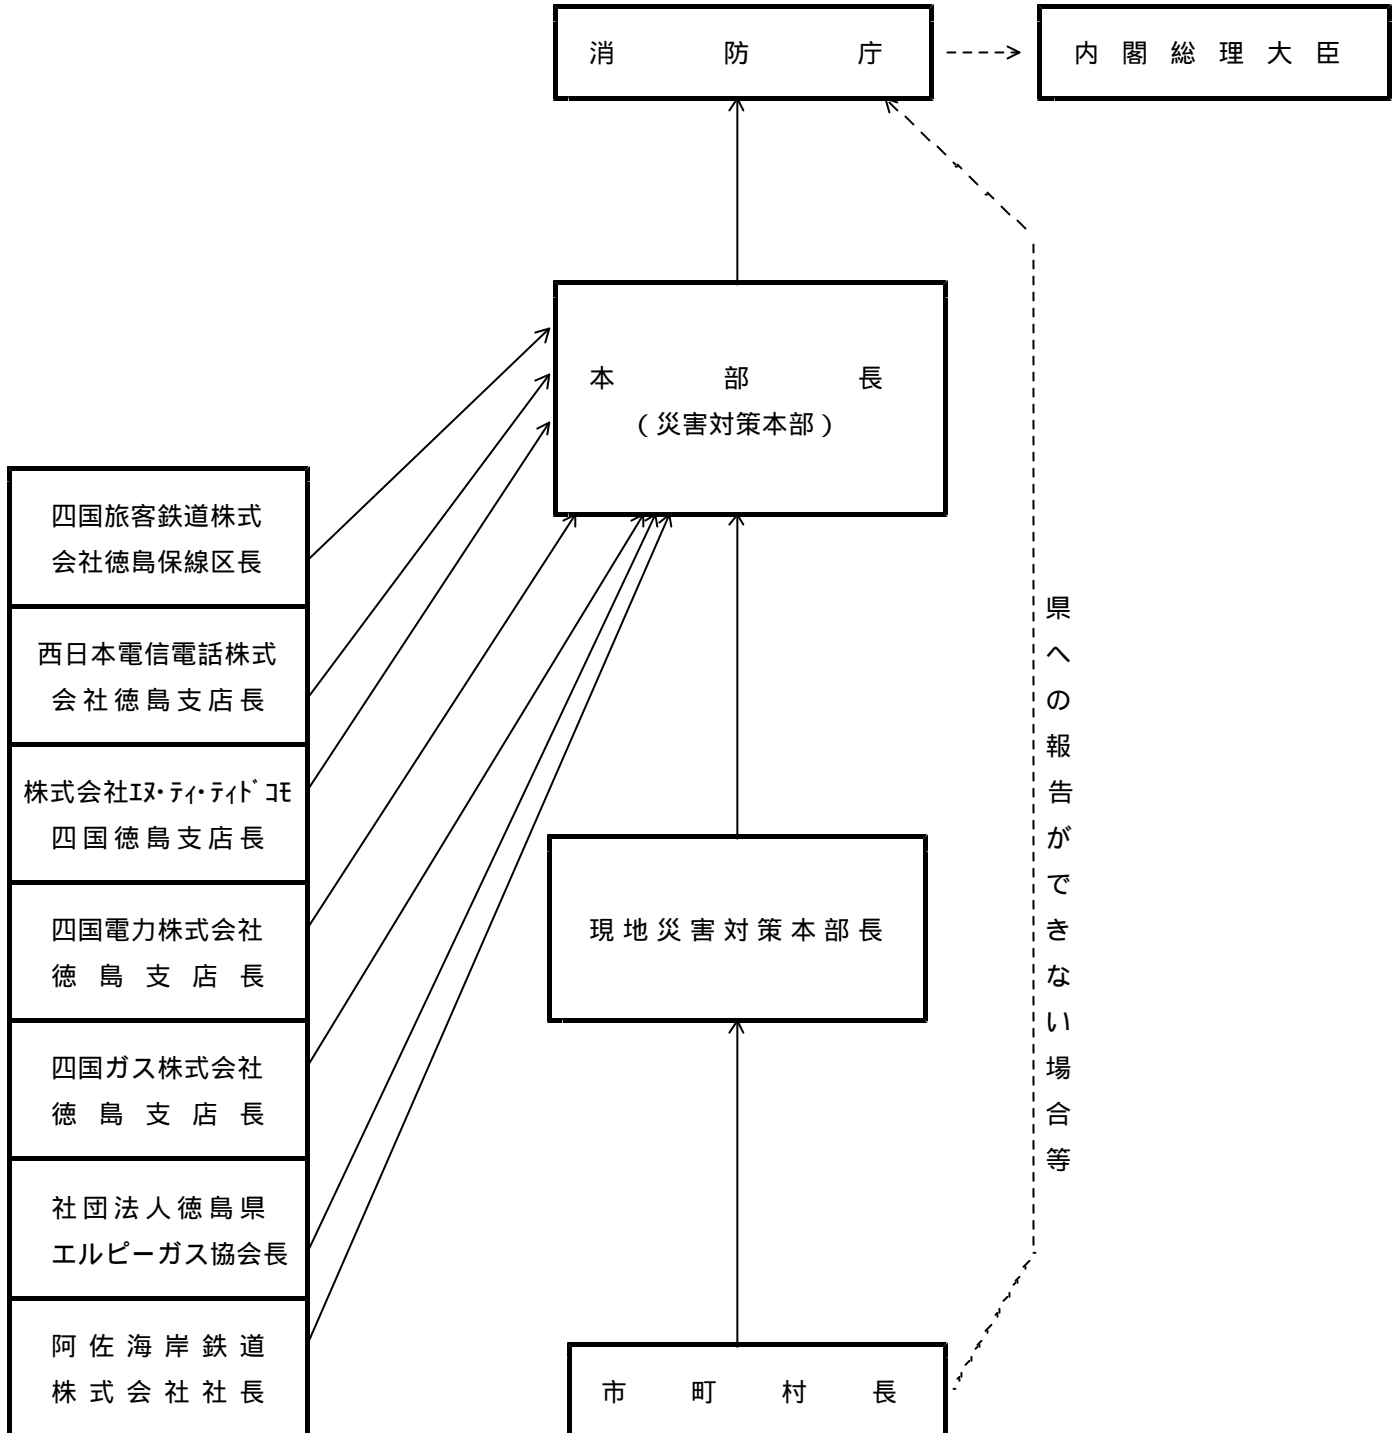 消防庁
内閣総理大臣
本部長
(災害対策本部)
四国旅客鉄道株式
会社徳島保線区長
西日本電信電話株式
会社徳島支店長
株式会社ｴﾇ･ﾃｨ･ﾃｨﾄﾞｺﾓ
四国徳島支店長
四国電力株式会社
徳島支店長
四国ガス株式会社
徳島支店長
社団法人徳島県
エルピーガス協会長
阿佐海岸鉄道
株式会社社長
現地災害対策本部長
市町村長
県への報告ができない場合等